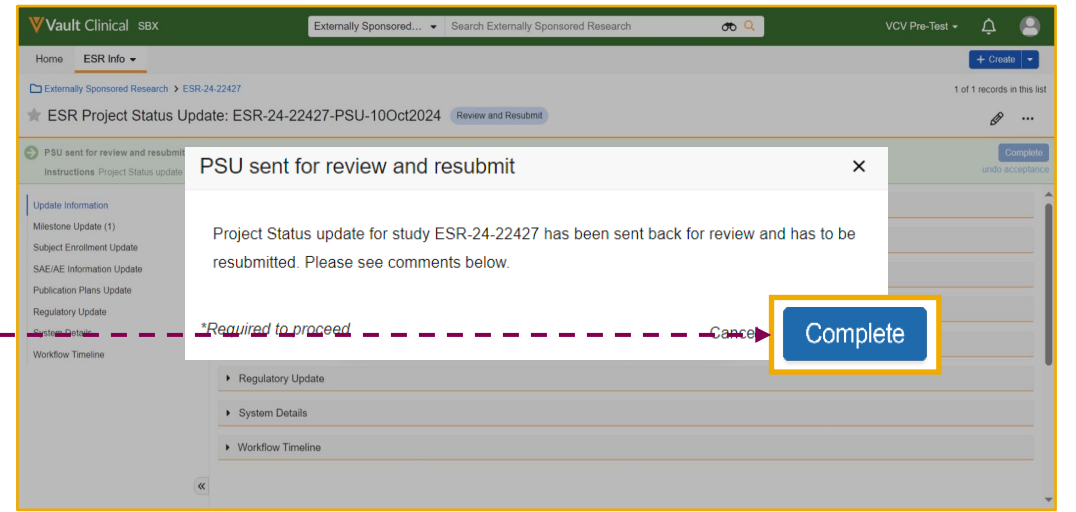 Vault Clinical SBX
Externally Sponsored...
Search Externally Sponsored Research
VCV Pre-Test
Home
ESR Info
+ Create
Externally Sponsored Research > ESR-24-22427
1 of 1 records in this list
ESR Project Status Update: ESR-24-22427-PSU-10Oct2024
Review and Resubmit
PSU sent for review and resubmit
Complete
Instructions Project Status update
undo acceptance
PSU sent for review and resubmit
Project Status update for study ESR-24-22427 has been sent back for review and has to be
resubmitted. Please see comments below.
*Required to proceed
Cancel
Complete
Update Information
Milestone Update (1)
Subject Enrollment Update
SAE/AE Information Update
Publication Plans Update
Regulatory Update
System Details
Workflow Timeline
Regulatory Update
System Details
Workflow Timeline